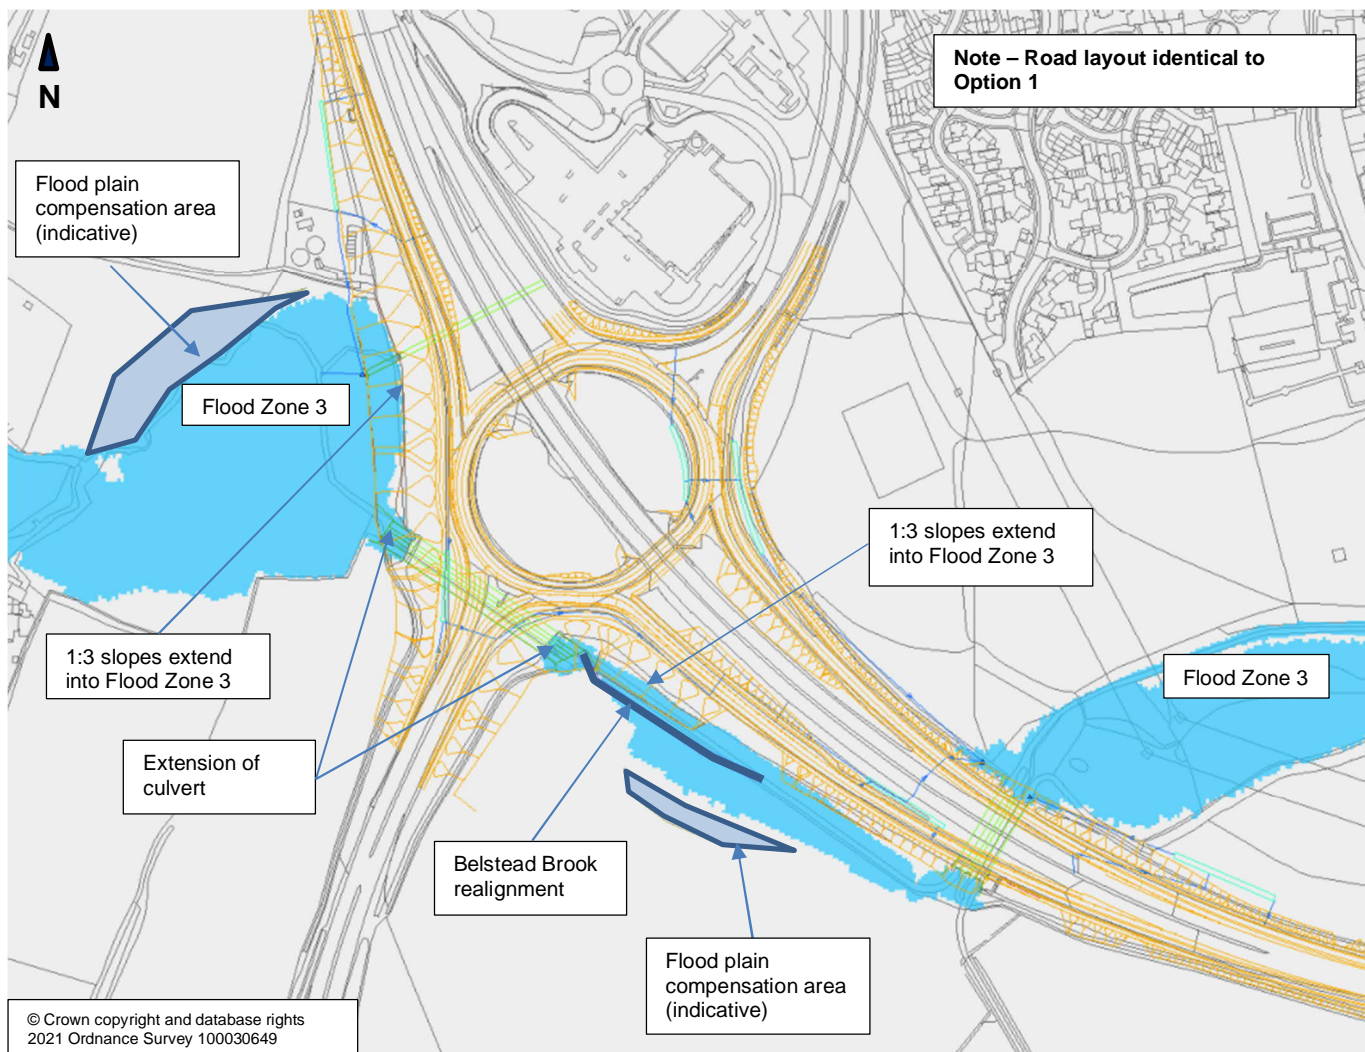 N
Note – Road layout identical to
Option 1
Flood plain
compensation area
(indicative)
Flood Zone 3
1:3 slopes extend
into Flood Zone 3
1:3 slopes extend
into Flood Zone 3
Flood Zone 3
Extension of
culvert
Belstead Brook
realignment
Flood plain
compensation area
(indicative)
© Crown copyright and database rights
2021 Ordnance Survey 100030649